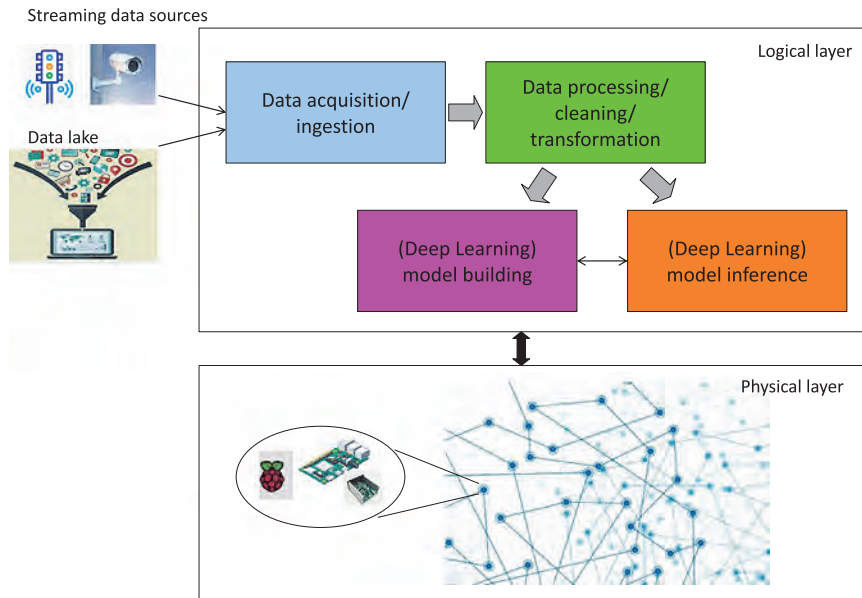 Streaming data sources
Logical layer
Data acquisition/
ingestion
Data processing/
cleaning/
transformation
Data lake
(Deep Learning)
model building
(Deep Learning)
model inference
Physical layer